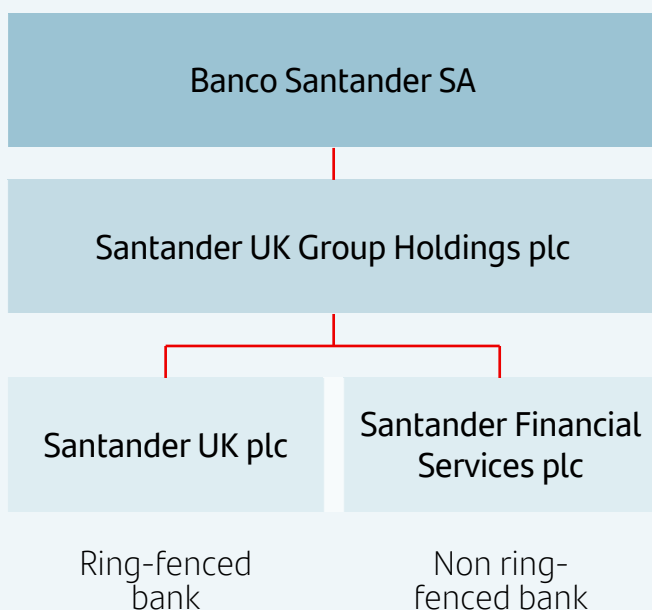 Banco Santander SA
Santander UK Group Holdings plc
Santander UK plc
Santander Financial
Services plc
Ring-fenced
bank
Non ring-
fenced bank